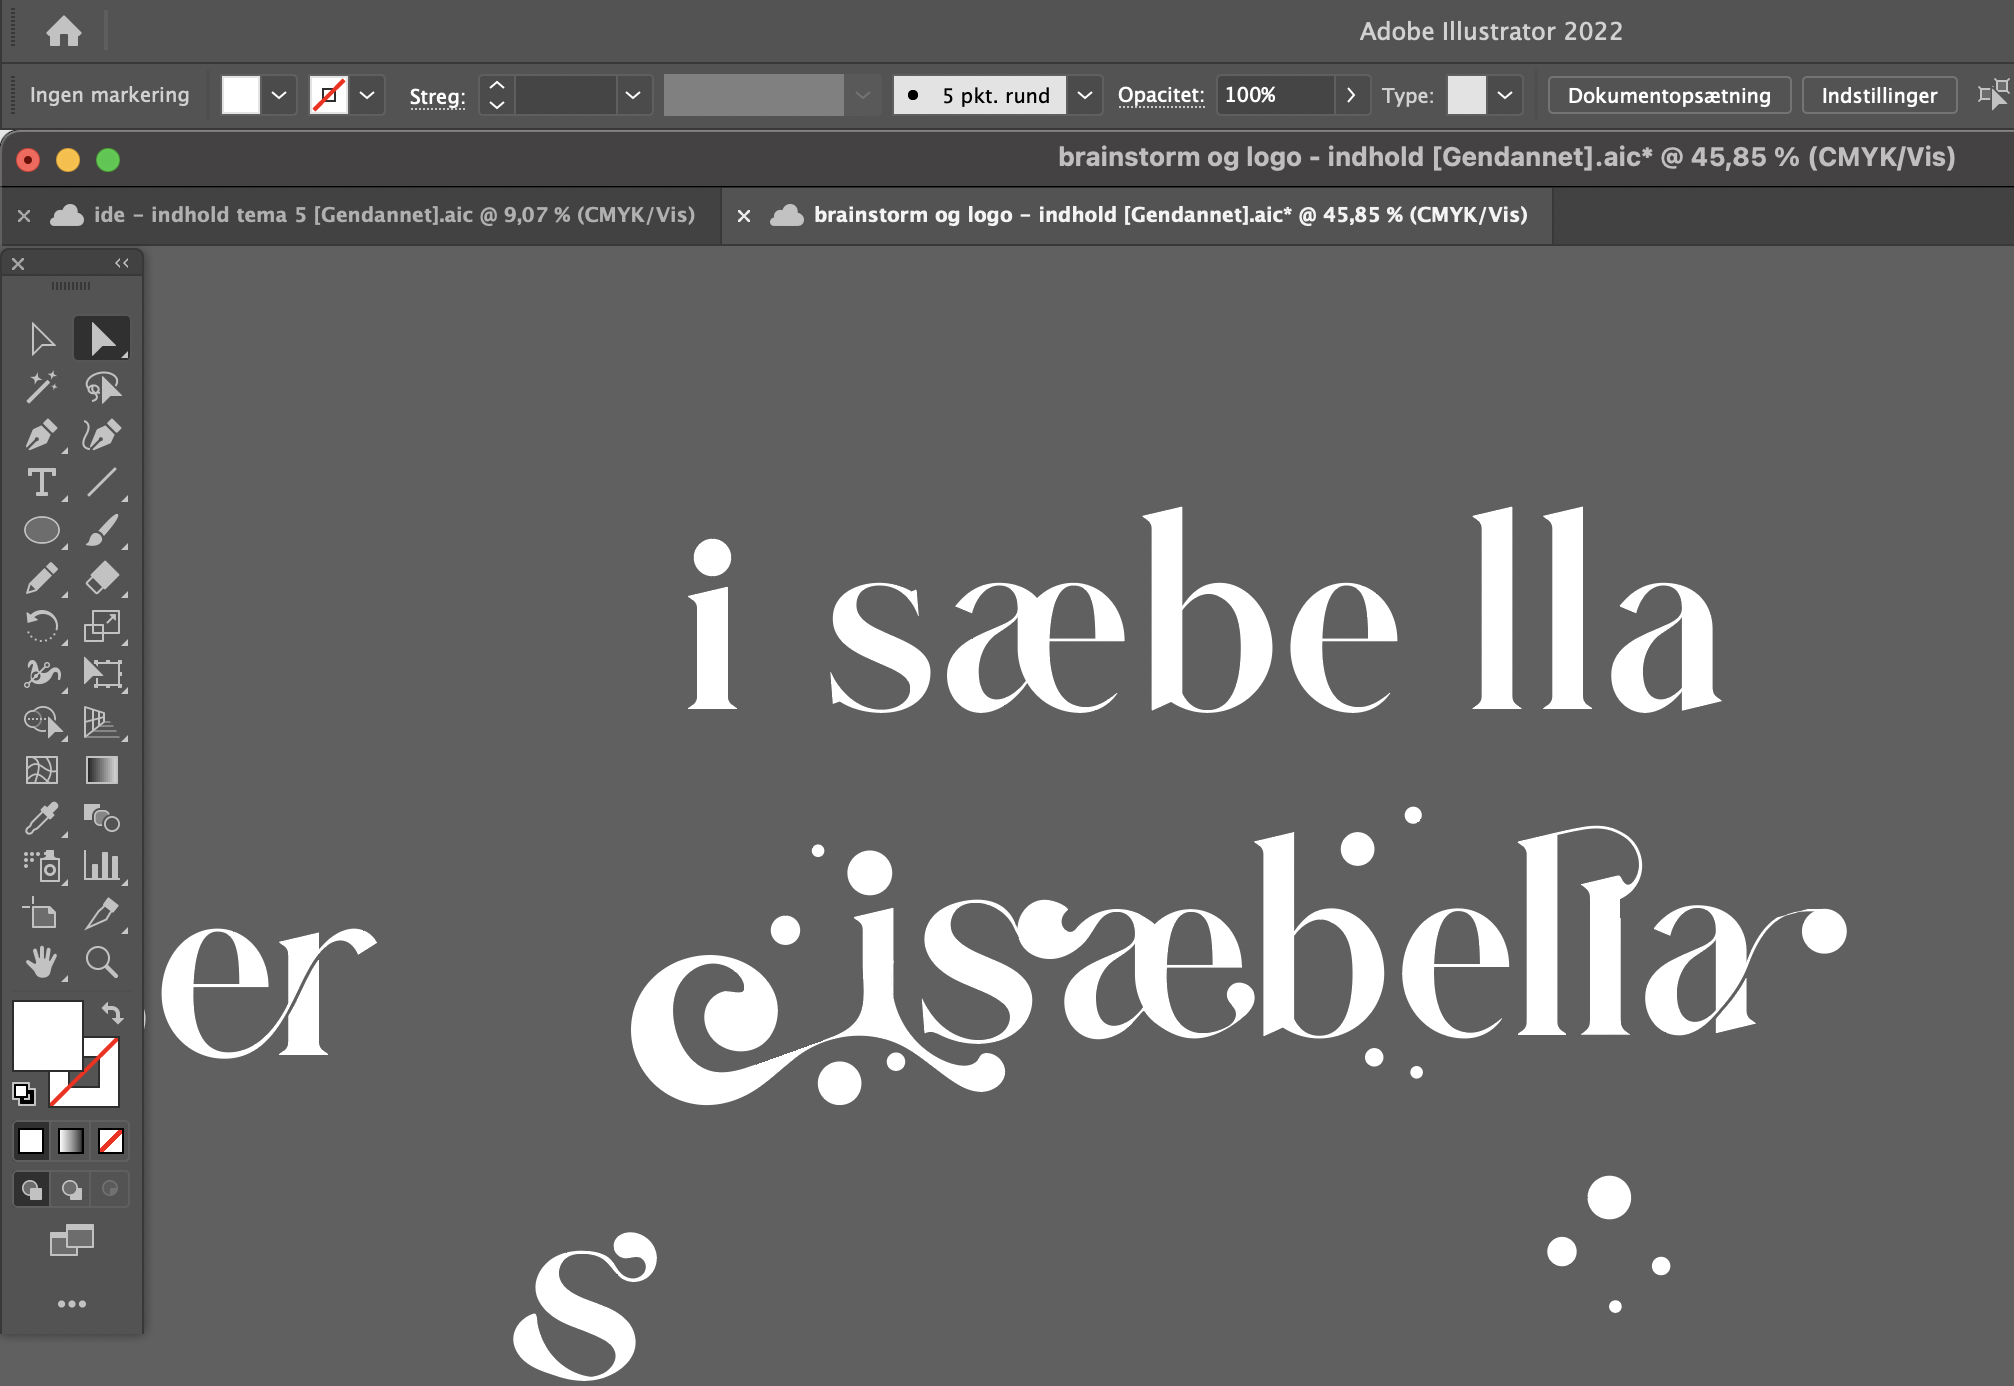 Adobe Illustrator 2022
Ingen markering Streg: 5 pkt. rund Opacitet: 100% Type: Dokumentopsætning Indstillinger
brainstorm og logo - indhold [Gendannet].aic* @ 45,85 % (CMYK/Vis)
ide – indhold tema 5 [Gendannet].aic @ 9,07 % (CMYK/Vis) brainstorm og logo – indhold [Gendannet].aic* @ 45,85 % (CMYK/Vis)
i sæbe lla
er isæbella
s